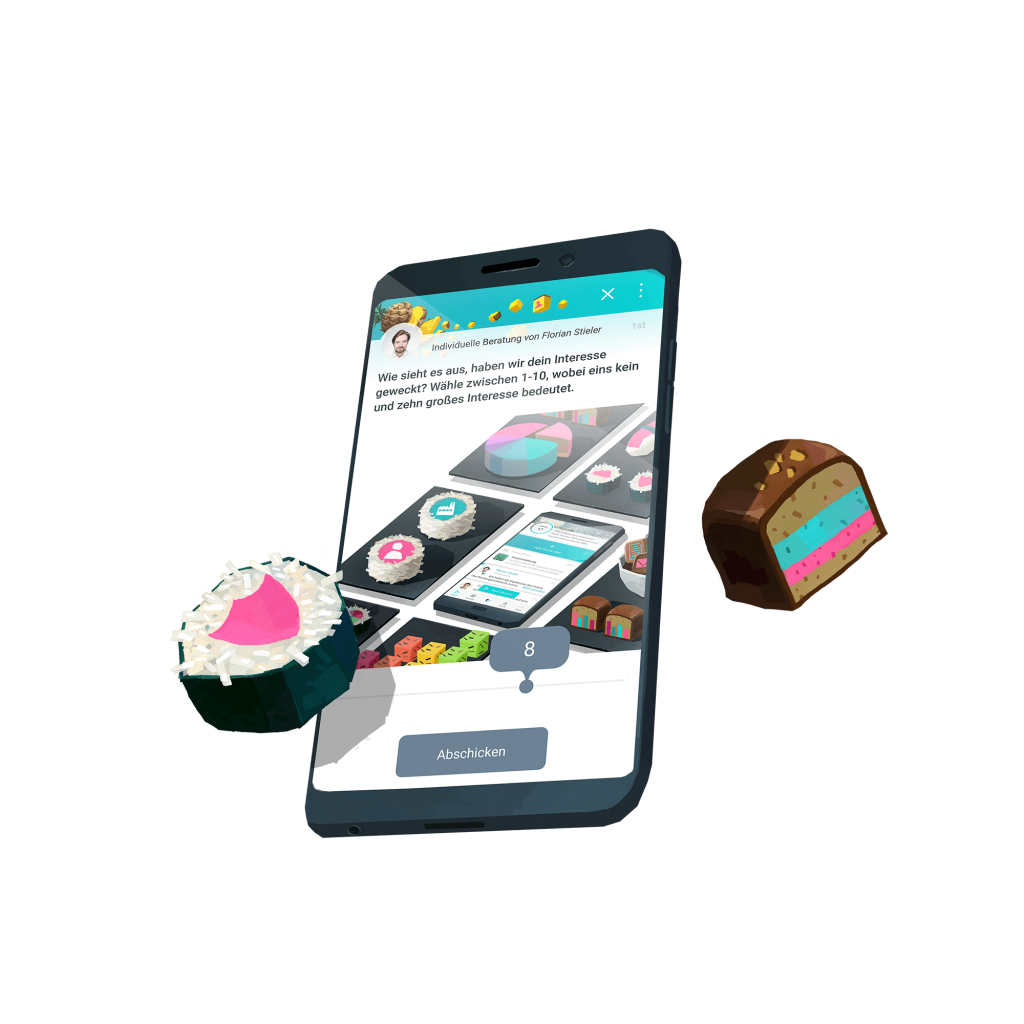 1st
Individuelle Beratung von Florian Stieler
Wie sieht es aus, haben wir dein Interesse
geweckt? Wähle zwischen 1-10, wobei eins kein
und zehn großes Interesse bedeutet.
8
Abschicken